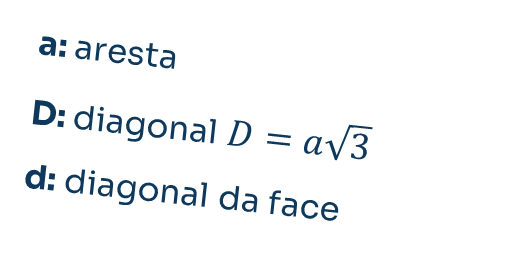 a: aresta
D: diagonal D = a√3
d: diagonal da face